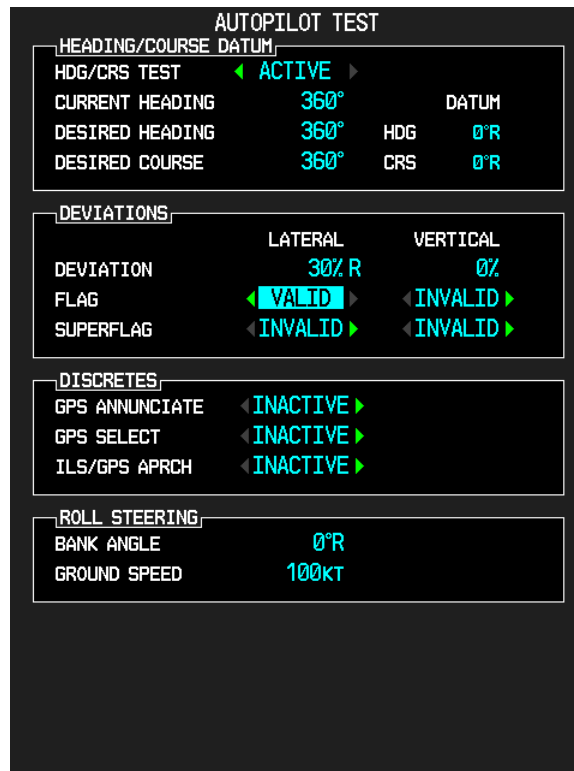 AUTOPILOT TEST
HEADING/COURSE DATUM
HDG/CRS TEST ACTIVE
CURRENT HEADING 360° DATUM
DESIRED HEADING 360° HDG 0°R
DESIRED COURSE 360° CRS 0°R
DEVIATIONS
LATERAL VERTICAL
DEVIATION 30% R 0%
FLAG VALID INVALID
SUPERFLAG INVALID INVALID
DISCRETES
GPS ANNUNCIATE INACTIVE
GPS SELECT INACTIVE
ILS/GPS APRCH INACTIVE
ROLL STEERING
BANK ANGLE 0°R
GROUND SPEED 100KT